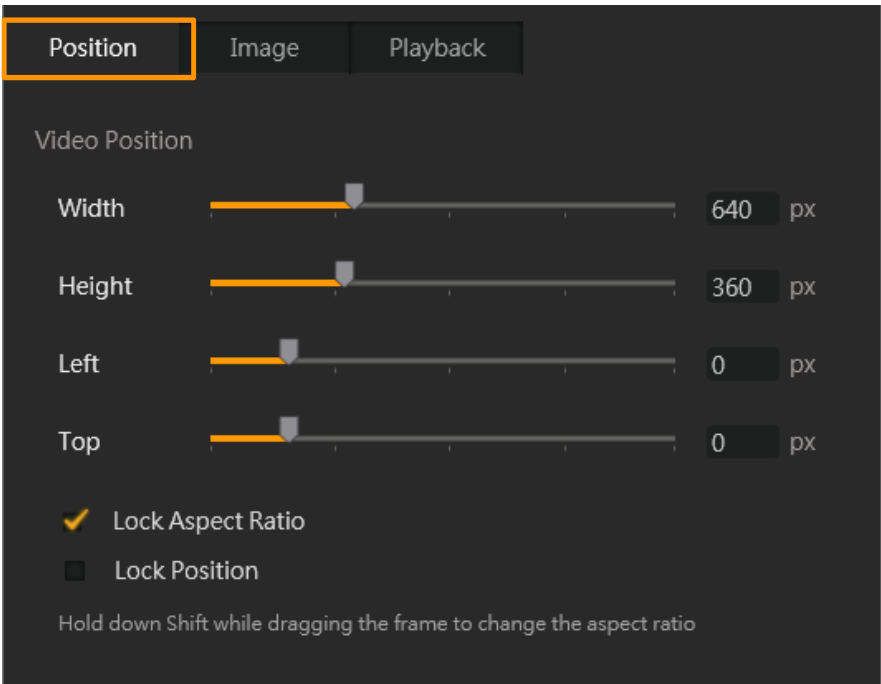 Position Image Playback
Video Position
Width 640 px
Height 360 px
Left 0 px
Top 0 px
Lock Aspect Ratio
Lock Position
Hold down Shift while dragging the frame to change the aspect ratio